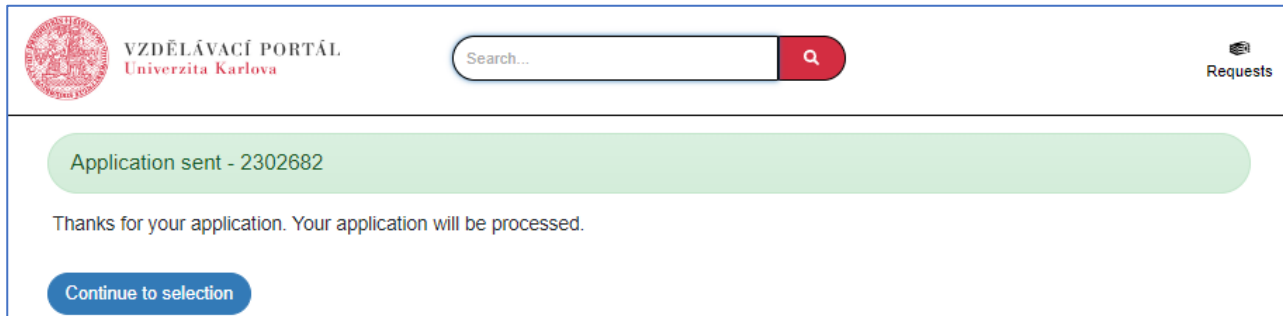 VZDĚLÁVACÍ PORTÁL
Univerzita Karlova
Search...
Requests
Application sent - 2302682
Thanks for your application. Your application will be processed.
Continue to selection